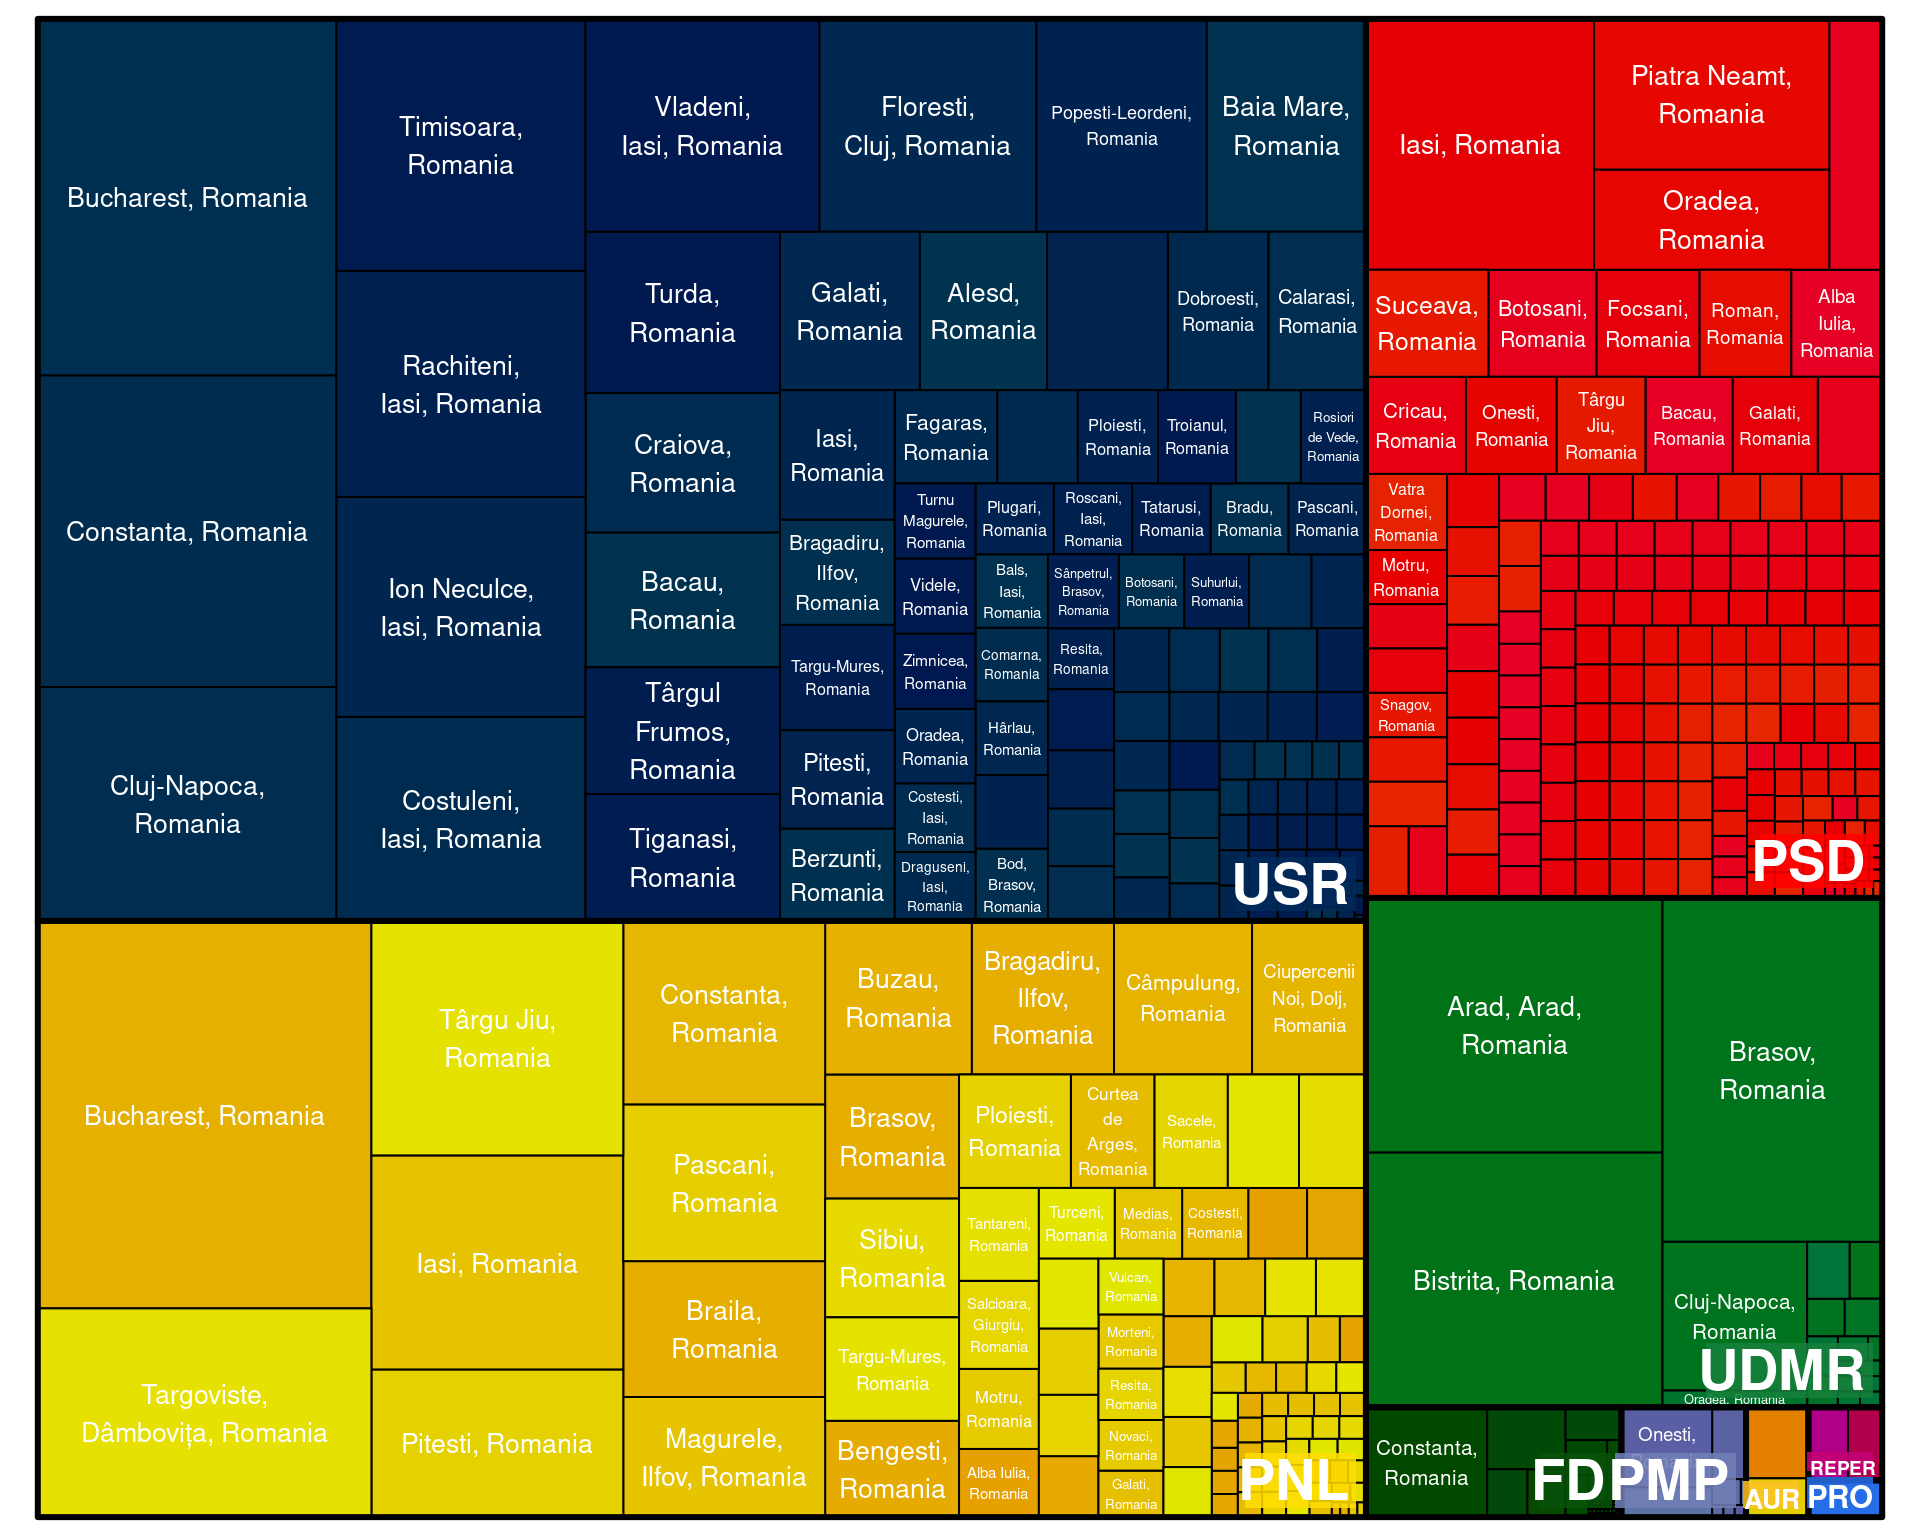 Bucharest, Romania
Constanta, Romania
Cluj-Napoca,
Romania
Timisoara,
Romania
Rachiteni,
Iasi, Romania
Ion Neculce,
Iasi, Romania
Costuleni,
Iasi, Romania
Vladeni,
Iasi, Romania
Floresti,
Cluj, Romania
Popesti-Leordeni,
Romania
Baia Mare,
Romania
Turda,
Romania
Craiova,
Romania
Bacau,
Romania
Târgul
Frumos,
Romania
Tiganasi,
Romania
Galati,
Romania
Alesd,
Romania
Dobroesti,
Romania
Calarasi,
Romania
Iasi,
Romania
Bragadiru,
Ilfov,
Romania
Targu-Mures,
Romania
Pitesti,
Romania
Berzunti,
Romania
Fagaras,
Romania
Ploiesti,
Romania
Troianul,
Romania
Rosiori
de Vede,
Romania
Turnu
Magurele,
Romania
Videle,
Romania
Zimnicea,
Romania
Oradea,
Romania
Costesti,
Iasi,
Romania
Draguseni,
Iasi,
Romania
Plugari,
Romania
Roscani,
Iasi,
Romania
Tatarusi,
Romania
Bradu,
Romania
Pascani,
Romania
Bals,
Iasi,
Romania
Sânpetrul,
Brasov,
Romania
Botosani,
Romania
Suhurlui,
Romania
Comarna,
Romania
Resita,
Romania
Hârlau,
Romania
Bod,
Brasov,
Romania
USR
Iasi, Romania
Piatra Neamt,
Romania
Oradea,
Romania
Suceava,
Romania
Botosani,
Romania
Focsani,
Romania
Roman,
Romania
Alba
Iulia,
Romania
Cricau,
Romania
Onesti,
Romania
Târgu
Jiu,
Romania
Bacau,
Romania
Galati,
Romania
Vatra
Dornei,
Romania
Motru,
Romania
Snagov,
Romania
PSD
Bucharest, Romania
Targoviste,
Dâmbovița, Romania
Târgu Jiu,
Romania
Iasi, Romania
Pitesti, Romania
Constanta,
Romania
Pascani,
Romania
Braila,
Romania
Magurele,
Ilfov, Romania
Buzau,
Romania
Bragadiru,
Ilfov,
Romania
Câmpulung,
Romania
Ciupercenii
Noi, Dolj,
Romania
Brasov,
Romania
Sibiu,
Romania
Targu-Mures,
Romania
Bengesti,
Romania
Ploiesti,
Romania
Curtea
de
Arges,
Romania
Sacele,
Romania
Tantareni,
Romania
Turceni,
Romania
Medias,
Romania
Costesti,
Romania
Salcioara,
Giurgiu,
Romania
Vulcan,
Romania
Morteni,
Romania
Motru,
Romania
Resita,
Romania
Novaci,
Romania
Alba Iulia,
Romania
Galati,
Romania
PNL
Arad, Arad,
Romania
Bistrita, Romania
Brasov,
Romania
Cluj-Napoca,
Romania
Oradea, Romania
UDMR
Constanta,
Romania
FD
Onesti,
PMP
AUR
REPER
PRO